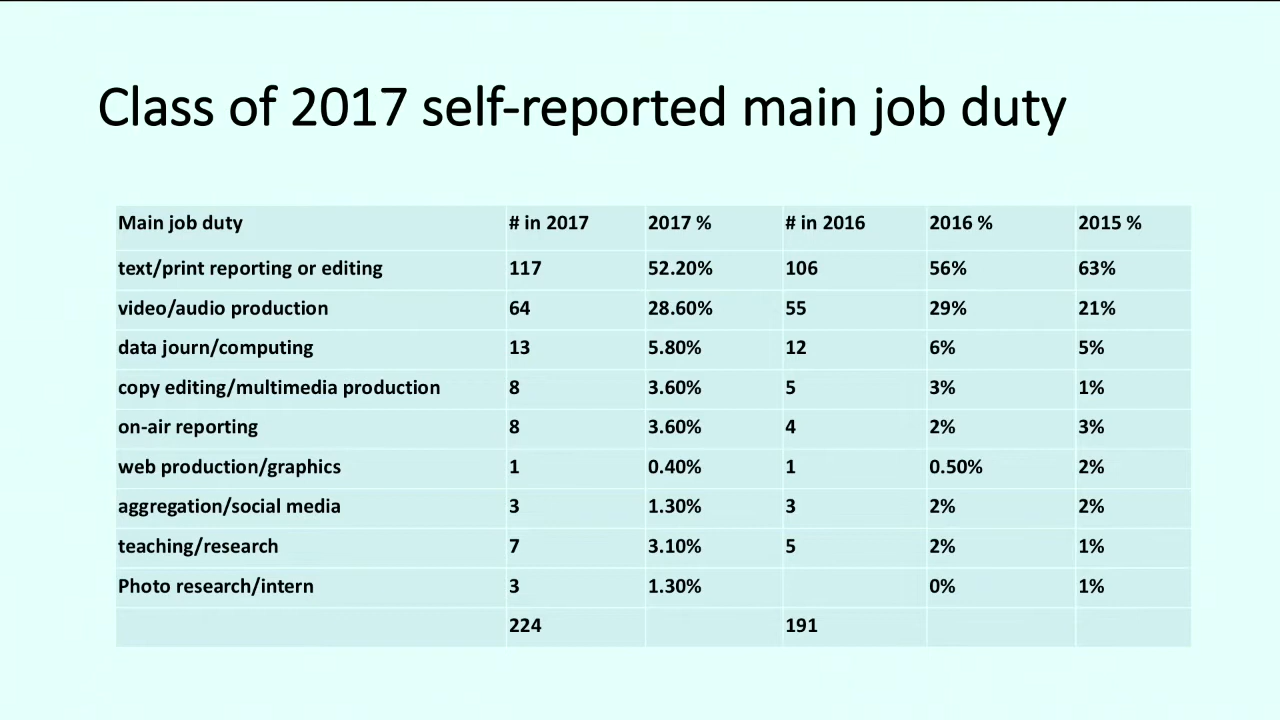 Class of 2017 self-reported main job duty
Main job duty # in 2017 2017 % # in 2016 2016 % 2015 %
text/print reporting or editing 117 52.20% 106 56% 63%
video/audio production 64 28.60% 55 29% 21%
data journ/computing 13 5.80% 12 6% 5%
copy editing/multimedia production 8 3.60% 5 3% 1%
on-air reporting 8 3.60% 4 2% 3%
web production/graphics 1 0.40% 1 0.50% 2%
aggregation/social media 3 1.30% 3 2% 2%
teaching/research 7 3.10% 5 2% 1%
Photo research/intern 3 1.30% 0% 1%
224 191